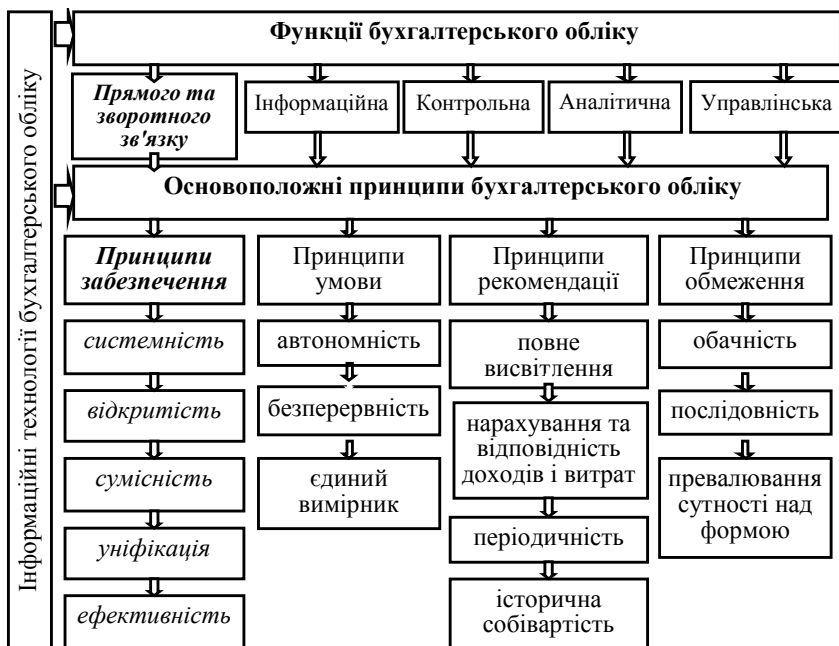 Інформаційні технології бухгалтерського обліку
Функції бухгалтерського обліку
Прямого та
зворотного
зв'язку
Інформаційна
Контрольна
Аналітична
Управлінська
Основоположні принципи бухгалтерського обліку
Принципи
забезпечення
системність
відкритість
сумісність
уніфікація
ефективність
Принципи
умови
автономність
безперервність
єдиний
вимірник
Принципи
рекомендації
повне
висвітлення
нарахування та
відповідність
доходів і витрат
періодичність
історична
собівартість
Принципи
обмеження
обачність
послідовність
превалювання
сутності над
формою